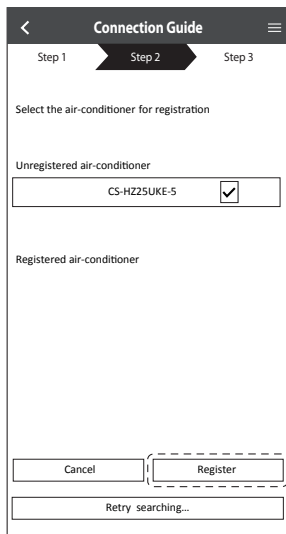 Connection Guide
Step 1 Step 2 Step 3
Select the air-conditioner for registration
Unregistered air-conditioner
CS-HZ25UKE-5
Registered air-conditioner
Cancel Register
Retry searching...